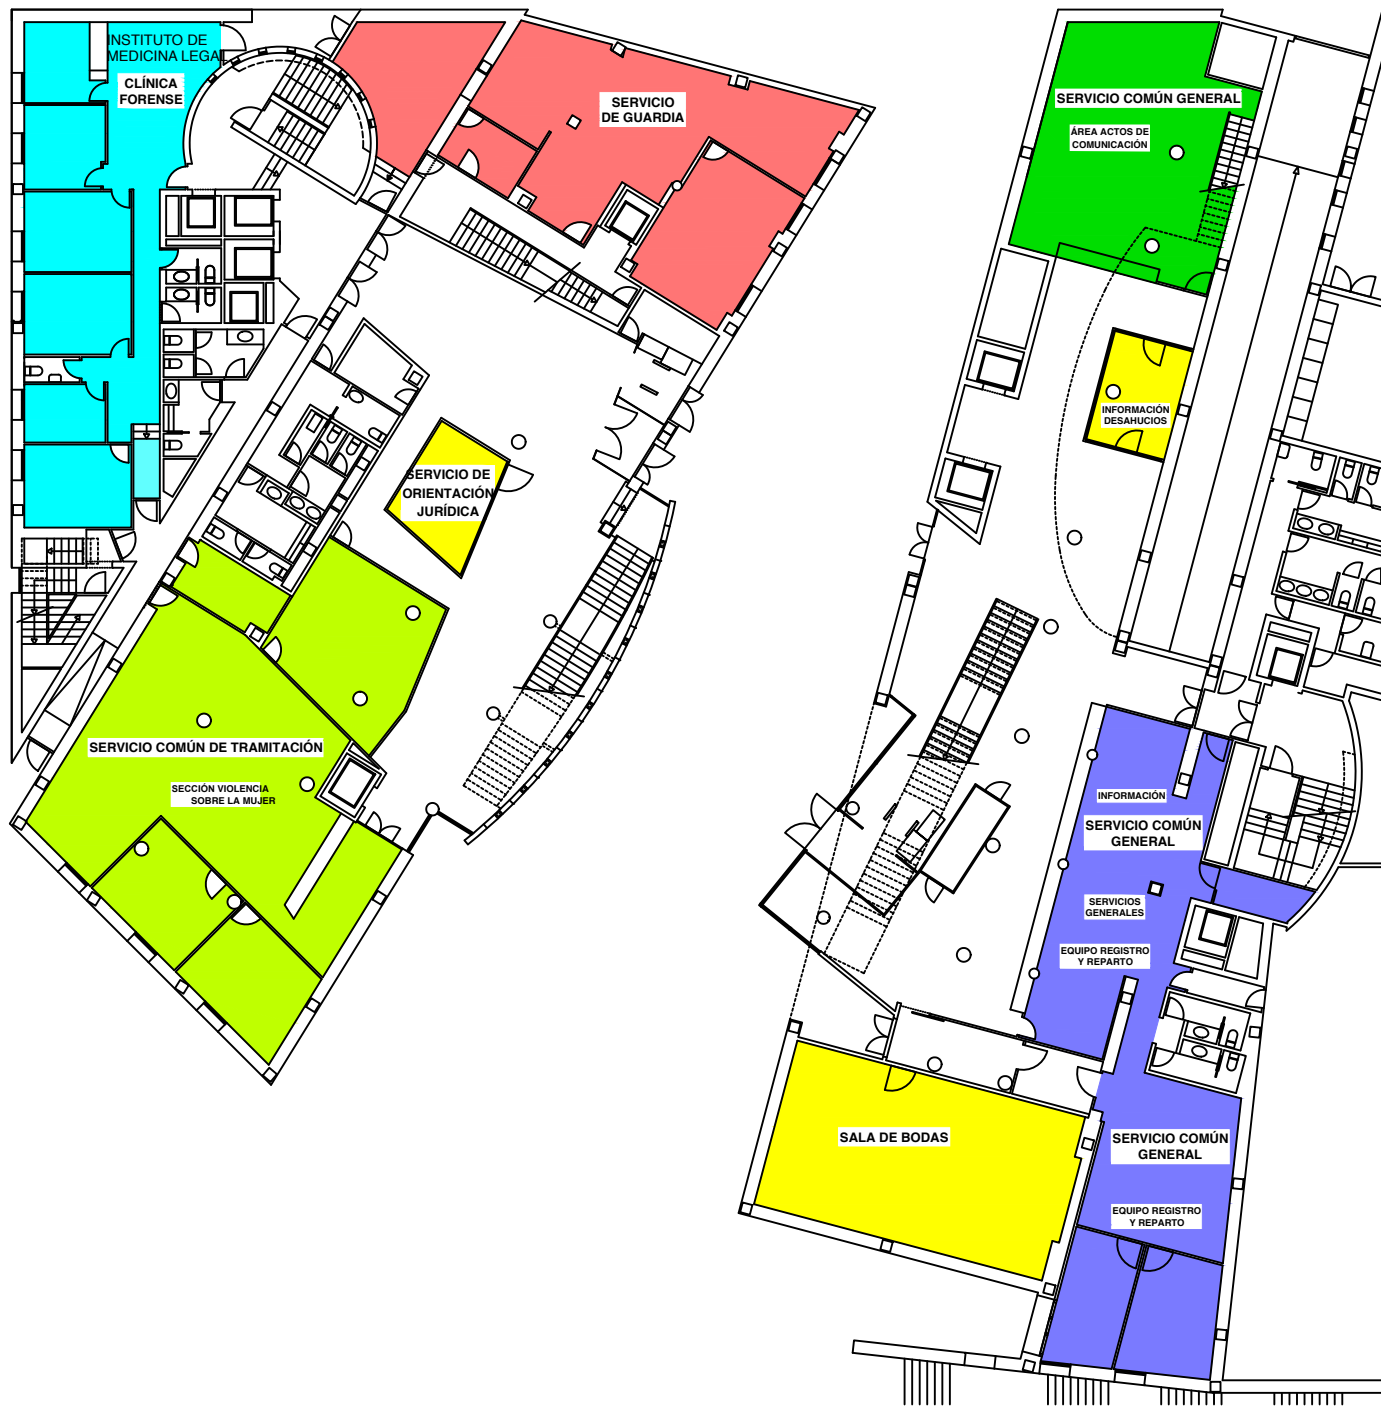 INSTITUTO DE
MEDICINA LEGAL
CLÍNICA
FORENSE
SERVICIO
DE GUARDIA
SERVICIO DE
ORIENTACIÓN
JURÍDICA
SERVICIO COMÚN DE TRAMITACIÓN
SECCIÓN VIOLENCIA
SOBRE LA MUJER
SERVICIO COMÚN GENERAL
ÁREA ACTOS DE
COMUNICACIÓN
INFORMACIÓN
DESAHUCIOS
INFORMACIÓN
SERVICIO COMÚN
GENERAL
SERVICIOS
GENERALES
EQUIPO REGISTRO
Y REPARTO
SALA DE BODAS
SERVICIO COMÚN
GENERAL
EQUIPO REGISTRO
Y REPARTO